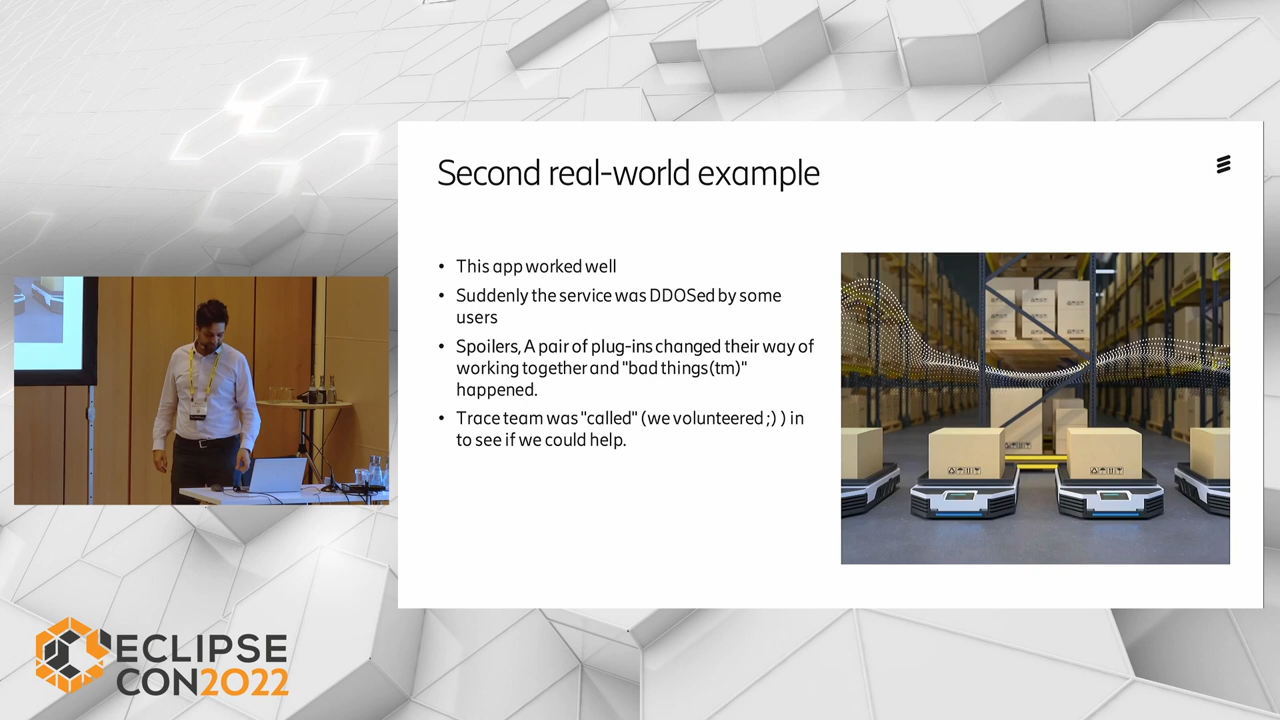 Second real-world example
• This app worked well
• Suddenly the service was DDOSed by some
users
• Spoilers, A pair of plug-ins changed their way of
working together and "bad things(tm)"
happened.
• Trace team was "called" (we volunteered ;) ) in
to see if we could help.
ECLIPSE
CON2022